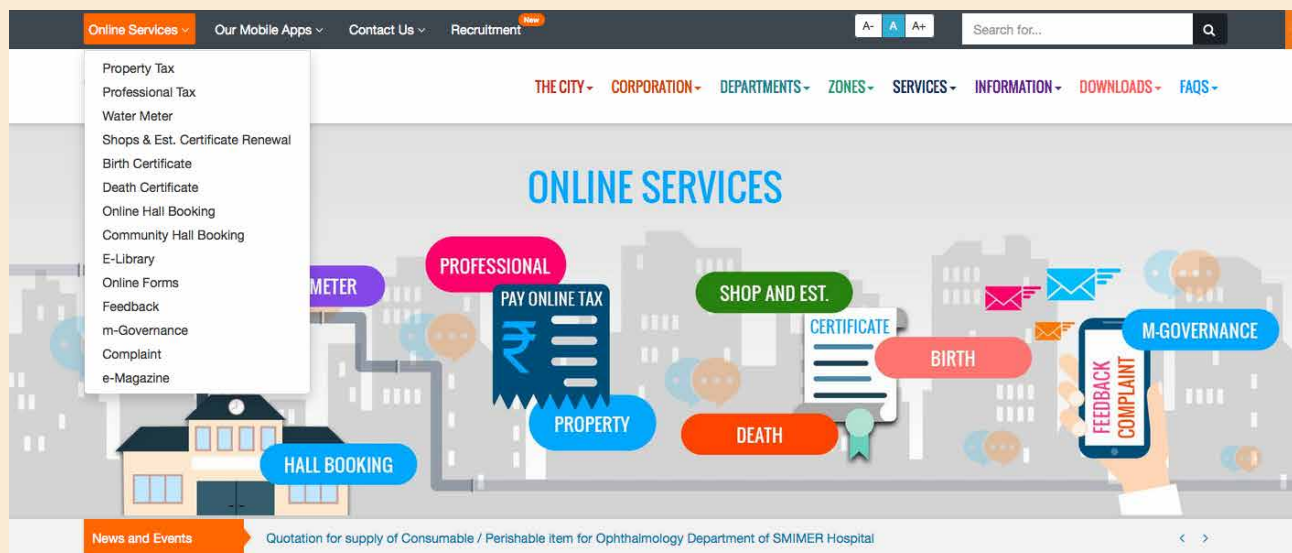 Online Services Our Mobile Apps Contact Us Recruitment New A- A A+ Search for...
Property Tax
Professional Tax
Water Meter
Shops & Est. Certificate Renewal
Birth Certificate
Death Certificate
Online Hall Booking
Community Hall Booking
E-Library
Online Forms
Feedback
m-Governance
Complaint
e-Magazine
THE CITY CORPORATION DEPARTMENTS ZONES SERVICES INFORMATION DOWNLOADS FAQS
ONLINE SERVICES
METER
PROFESSIONAL
PAY ONLINE TAX
₹
PROPERTY
HALL BOOKING
SHOP AND EST.
CERTIFICATE
BIRTH
DEATH
M-GOVERNANCE
FEEDBACK
COMPLAINT
News and Events Quotation for supply of Consumable / Perishable item for Ophthalmology Department of SMIMER Hospital